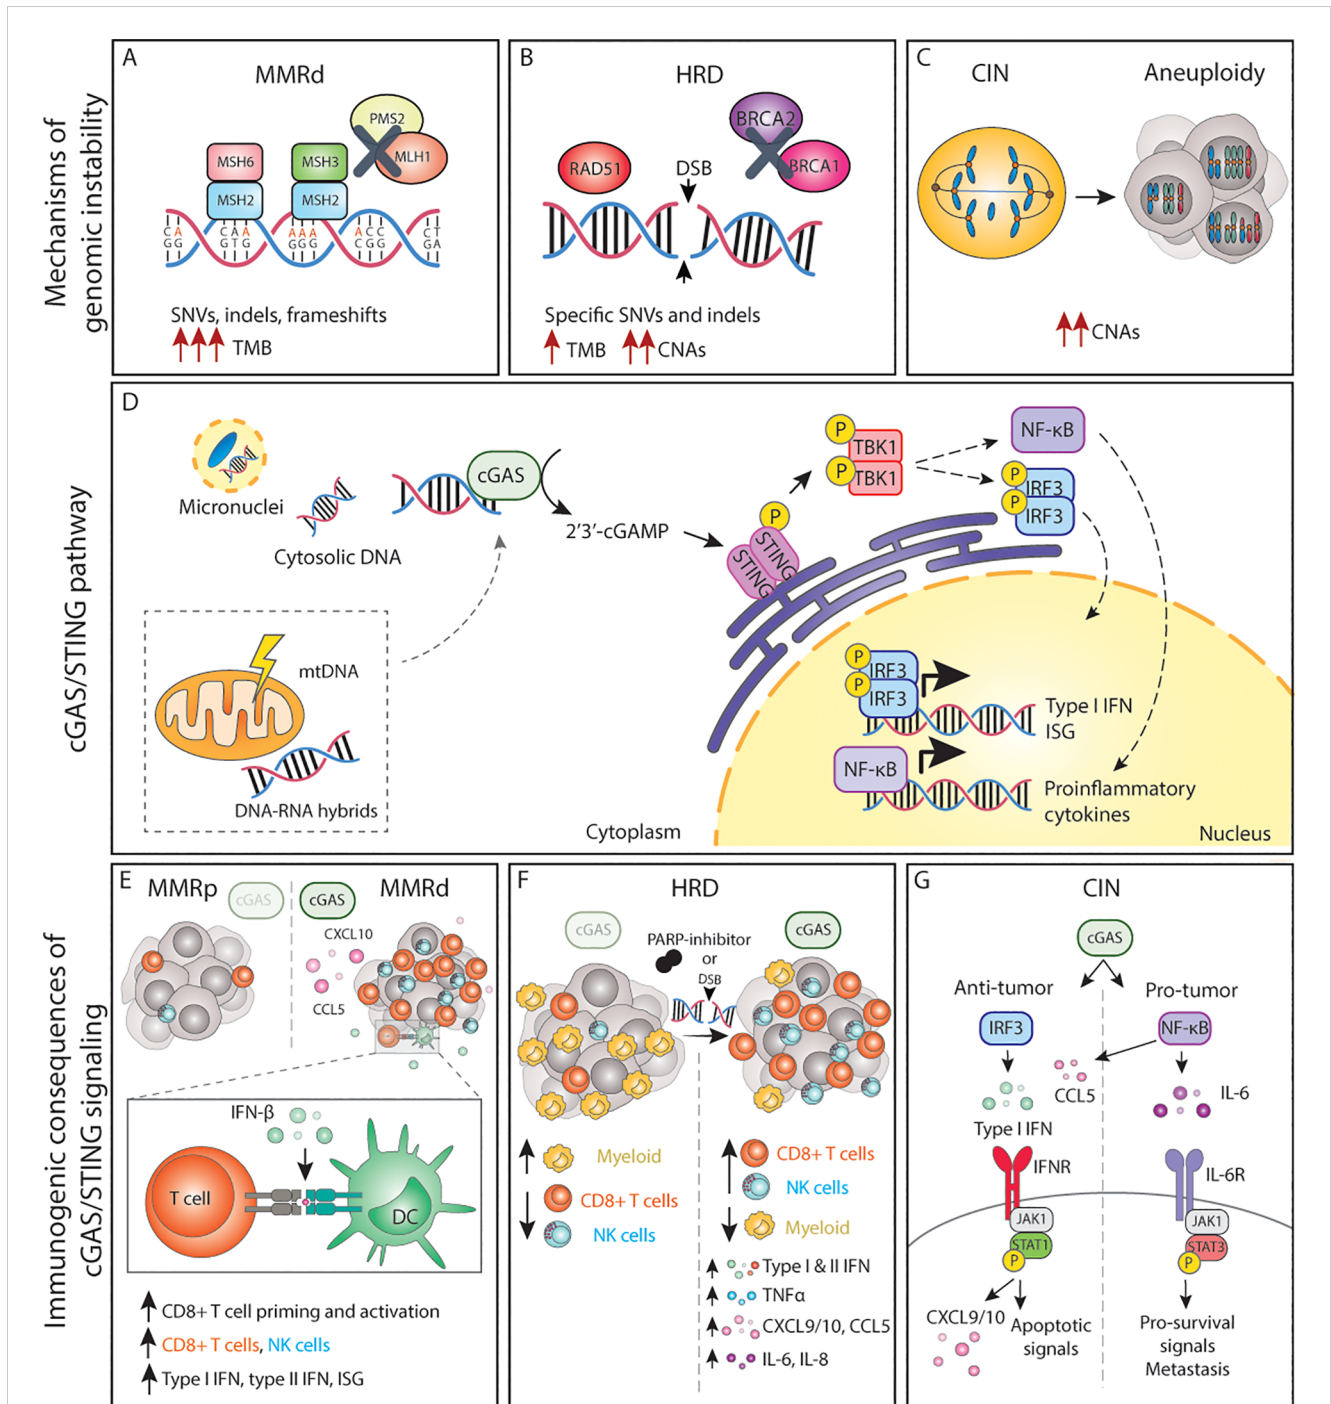 Mechanisms of
genomic instability
A
MMRd
PMS2
MLH1
MSH6
MSH3
MSH2
MSH2
SNVs, indels, frameshifts
TMB
B
HRD
BRCA2
BRCA1
RAD51
DSB
Specific SNVs and indels
TMB
CNAs
C
CIN
Aneuploidy
CNAs
cGAS/STING pathway
D
Micronuclei
Cytosolic DNA
cGAS
2'3'-cGAMP
mtDNA
DNA-RNA hybrids
P
STING
STING
P
TBK1
P
TBK1
NF-κB
P
IRF3
P
IRF3
P
IRF3
P
IRF3
Type I IFN
ISG
NF-κB
Proinflammatory
cytokines
Cytoplasm
Nucleus
Immunogenic consequences of
cGAS/STING signaling
E
MMRp
cGAS
cGAS
MMRd
CXCL10
CCL5
IFN-β
T cell
DC
CD8+ T cell priming and activation
CD8+ T cells, NK cells
Type I IFN, type II IFN, ISG
F
HRD
cGAS
PARP-inhibitor
or
DSB
cGAS
Myeloid
CD8+ T cells
NK cells
CD8+ T cells
NK cells
Myeloid
Type I & II IFN
TNFα
CXCL9/10, CCL5
IL-6, IL-8
G
CIN
cGAS
Anti-tumor
Pro-tumor
IRF3
NF-κB
CCL5
IL-6
Type I IFN
IFNR
IL-6R
JAK1
STAT1
P
JAK1
STAT3
P
CXCL9/10
Apoptotic
signals
Pro-survival
signals
Metastasis